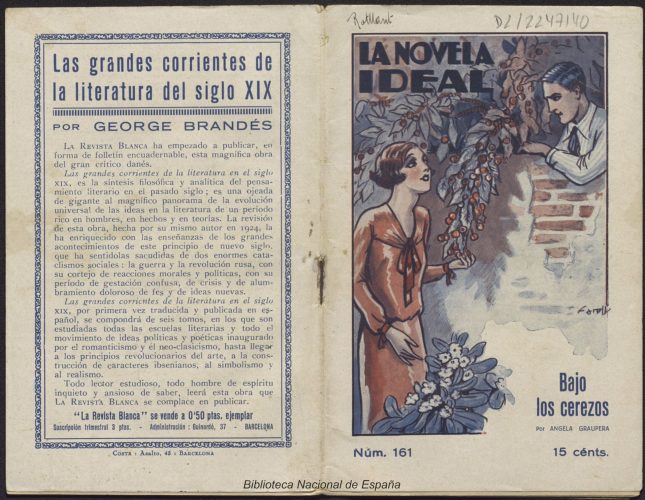 Las grandes corrientes de
la literatura del siglo XIX
POR GEORGE BRANDÉS
LA REVISTA BLANCA ha empezado a publicar, en
forma de folletín encuadernable, esta magnífica obra
del gran crítico danés.
Las grandes corrientes de la literatura en el siglo
XIX, es la síntesis filosófica y analítica del pensa-
miento literario en el pasado siglo; es una ojeada
de gigante al magnífico panorama de la evolución
universal de las ideas en la literatura de un período
rico en hombres, en hechos y en teorías. La revisión
de esta obra, hecha por su mismo autor en 1924, la
ha enriquecido con las enseñanzas de los grandes
acontecimientos de este principio de nuevo siglo,
que ha sentido las sacudidas de dos enormes cata-
clismos sociales: la guerra y la revolución rusa, con
su cortejo de reacciones morales y políticas, con su
período de gestación confusa, de crisis y de alum-
bramiento doloroso de fes y de ideas nuevas.
Las grandes corrientes de la literatura en el siglo
XIX, por primera vez traducida y publicada en es-
pañol, se compondrá de seis tomos, en los que son
estudiadas todas las escuelas literarias y todo el
movimiento de ideas políticas y poéticas inaugurado
por el romanticismo y el neo-clasicismo, hasta llegar
a los principios revolucionarios del arte, a la cons-
trucción de caracteres ibsenianos; al simbolismo y
al realismo.
Todo lector estudioso, todo hombre de espíritu
inquieto y ansioso de saber, leerá esta obra que
LA REVISTA BLANCA se complace en publicar.
"La Revista Blanca" se vende a 0'50 ptas. ejemplar
Suscripción trimestral 3 ptas. - Administración: Guinardó, 37 - BARCELONA
COSTA: Asalto, 45: BARCELONA
D2/2247140
LA NOVELA
IDEAL
Bajo
los cerezos
POR ANGELA GRAUPERA
Núm. 161
15 cénts.
Biblioteca Nacional de España